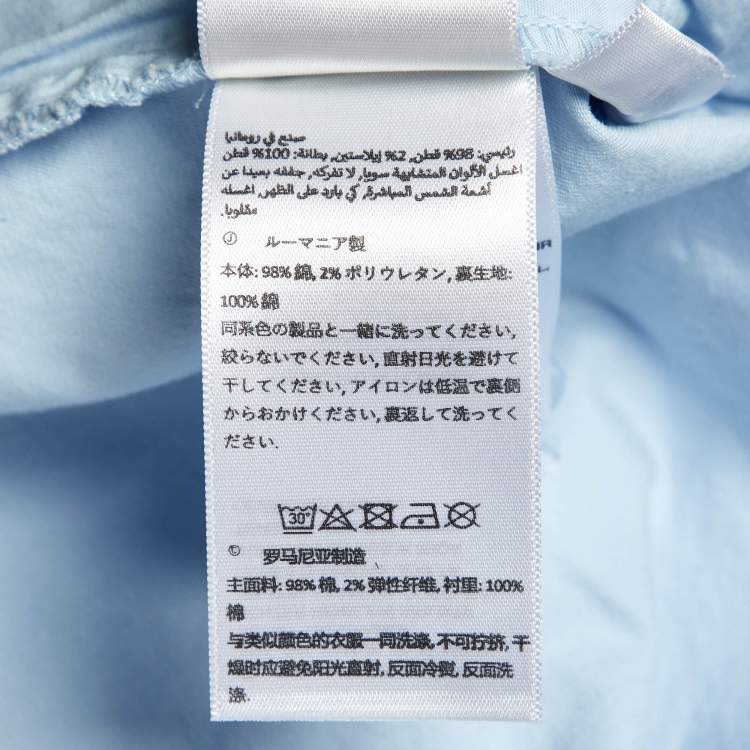 صنع في رومانيا
رئيسي: 98% قطن, 2% إيلاستين, بطانة: 100% قطن
اغسل الألوان المتشابهة سويا, لا تفركه, جففه بعيدا عن
أشعة الشمس المباشرة, كي بارد على الظهر, اغسله
مقلوبا.
J ルーマニア製
本体: 98% 綿, 2% ポリウレタン, 裏生地:
100% 綿
同系色の製品と一緒に洗ってください,
絞らないでください, 直射日光を避けて
干してください, アイロンは低温で裏側
からおかけください, 裏返して洗ってく
ださい.
30°
C 罗马尼亚制造
主面料: 98% 棉, 2% 弹性纤维, 衬里: 100%
棉
与类似颜色的衣服一同洗涤, 不可拧挤, 干
燥时应避免阳光直射, 反面冷熨, 反面洗
涤.